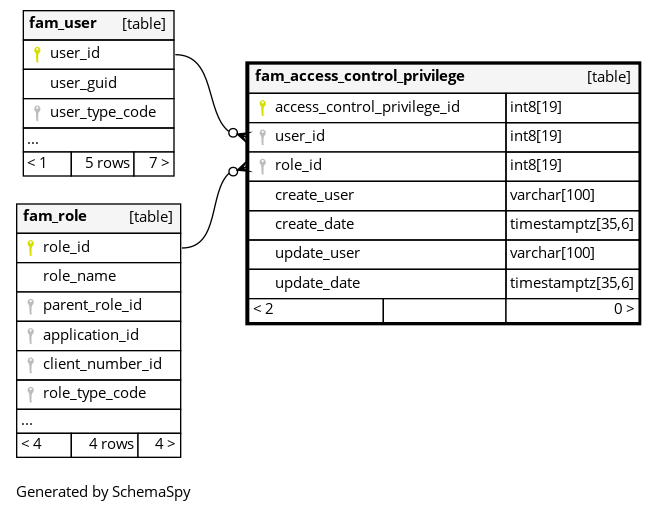 fam_user [table]
user_id
user_guid
user_type_code
...
< 1 5 rows 7 >
fam_access_control_privilege [table]
access_control_privilege_id int8[19]
user_id int8[19]
role_id int8[19]
create_user varchar[100]
create_date timestamptz[35,6]
update_user varchar[100]
update_date timestamptz[35,6]
< 2 0 >
fam_role [table]
role_id
role_name
parent_role_id
application_id
client_number_id
role_type_code
...
< 4 4 rows 4 >
Generated by SchemaSpy